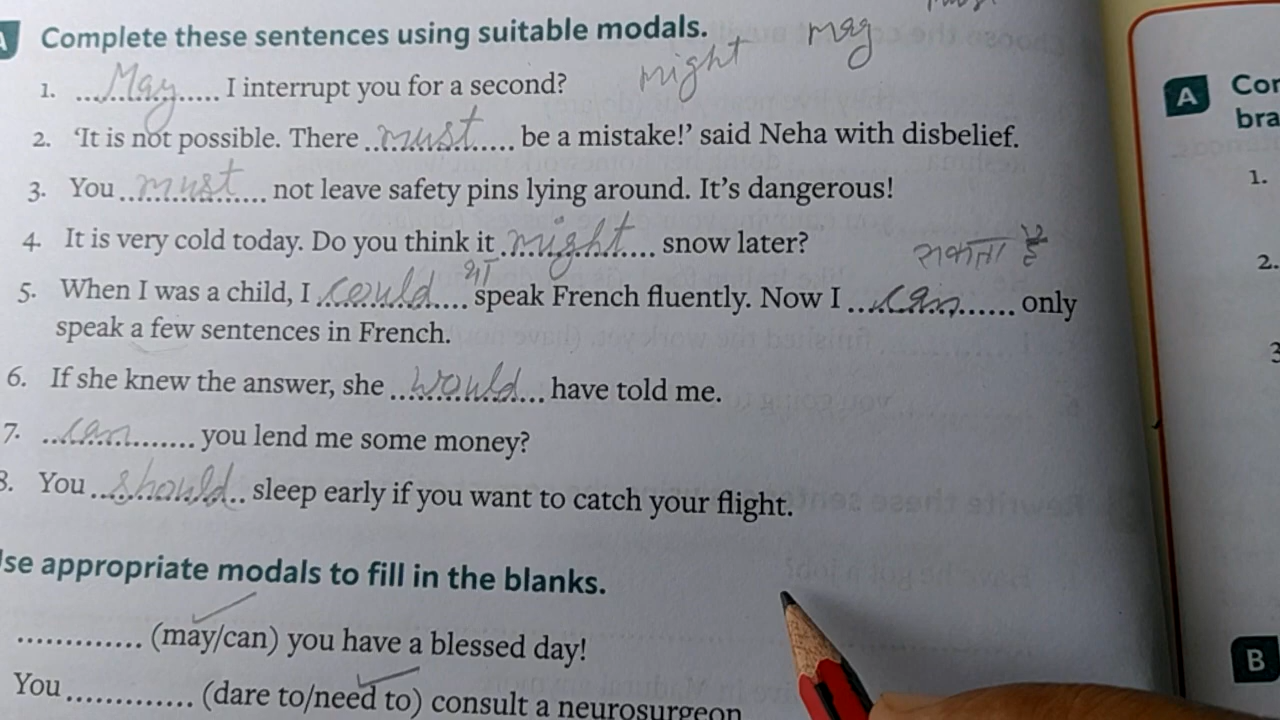 Complete these sentences using suitable modals.
might may
1. May I interrupt you for a second?
2. ‘It is not possible. There must be a mistake!’ said Neha with disbelief.
3. You must not leave safety pins lying around. It’s dangerous!
4. It is very cold today. Do you think it might snow later?
था सकता है
5. When I was a child, I could speak French fluently. Now I can only
speak a few sentences in French.
6. If she knew the answer, she would have told me.
7. can you lend me some money?
8. You should sleep early if you want to catch your flight.
Use appropriate modals to fill in the blanks.
............. (may/can) you have a blessed day!
You ............. (dare to/need to) consult a neurosurgeon
A
1.
2.
3
B